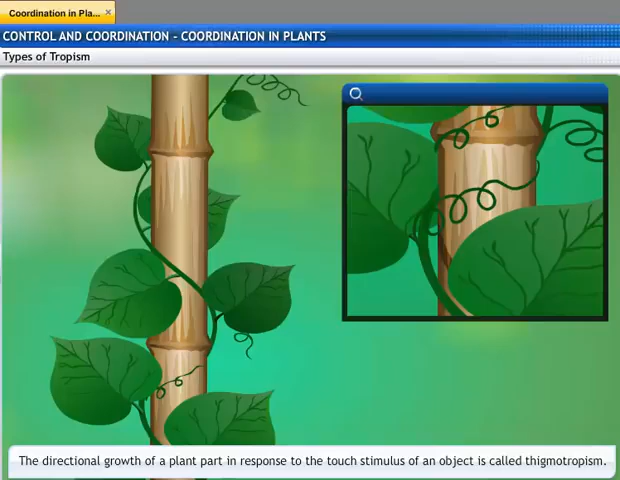 Coordination in Pla...
CONTROL AND COORDINATION - COORDINATION IN PLANTS
Types of Tropism
The directional growth of a plant part in response to the touch stimulus of an object is called thigmotropism.